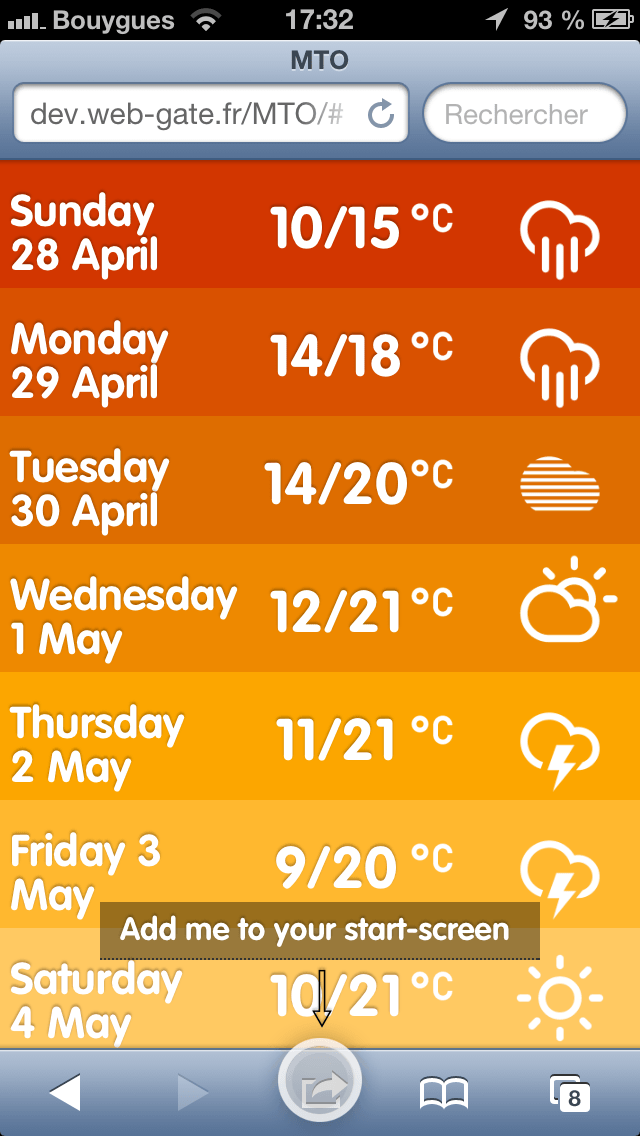 Bouygues 17:32 93 %
MTO
dev.web-gate.fr/MTO/# Rechercher
Sunday
28 April
10/15 °C
Monday
29 April
14/18 °C
Tuesday
30 April
14/20 °C
Wednesday
1 May
12/21 °C
Thursday
2 May
11/21 °C
Friday 3
May
9/20 °C
Add me to your start-screen
Saturday
4 May
10/21 °C
8